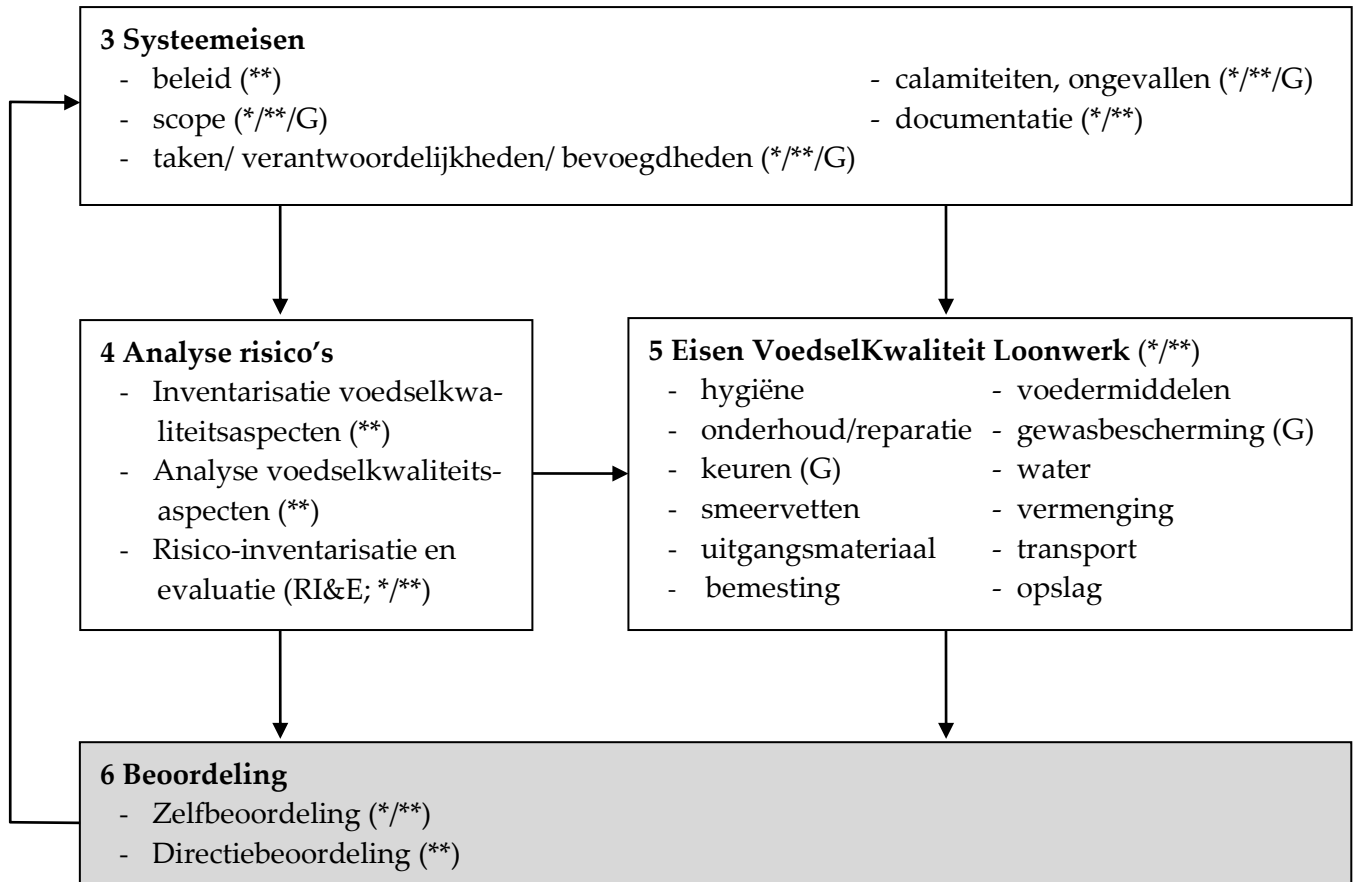 3 Systeemeisen
- beleid (**)
- scope (*/**/G)
- taken/ verantwoordelijkheden/ bevoegdheden (*/**/G)
- calamiteiten, ongevallen (*/**/G)
- documentatie (*/**)
4 Analyse risico’s
- Inventarisatie voedselkwa-
liteitsaspecten (**)
- Analyse voedselkwaliteits-
aspecten (**)
- Risico-inventarisatie en
evaluatie (RI&E; */**)
5 Eisen VoedselKwaliteit Loonwerk (*/**)
- hygiëne
- onderhoud/reparatie
- keuren (G)
- smeervetten
- uitgangsmateriaal
- bemesting
- voedermiddelen
- gewasbescherming (G)
- water
- vermenging
- transport
- opslag
6 Beoordeling
- Zelfbeoordeling (*/**)
- Directiebeoordeling (**)